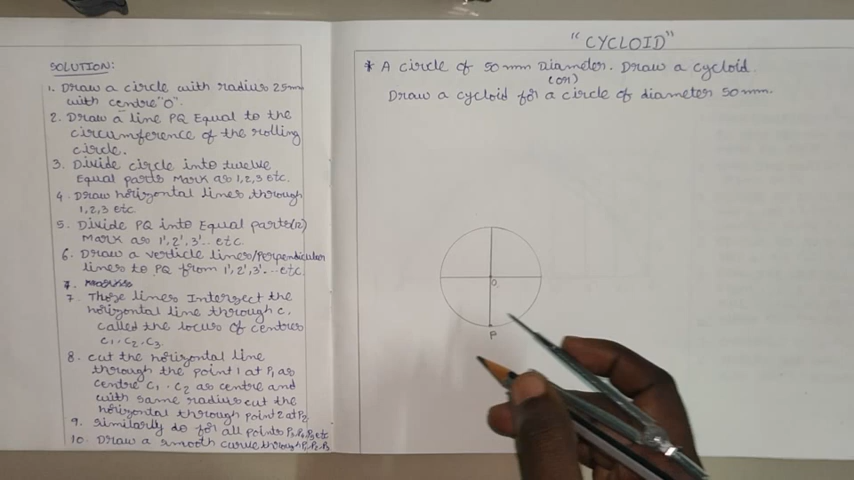 SOLUTION:
1. Draw a circle with radius 25mm
with centre "O".
2. Draw a line PQ Equal to the
circumference of the rolling
circle.
3. Divide circle into twelve
Equal parts Mark as 1,2,3 etc.
4. Draw horizontal lines through
1,2,3 etc.
5. Divide PQ into Equal parts(12)
Mark as 1', 2', 3'.. etc.
6. Draw a verticle lines/Perpendicular
lines to PQ from 1', 2', 3'... etc.
7. These lines Intersect the
horizontal line through c,
called the locus of centres
C1. C2. C3
8. Cut the horizontal line
through the point 1 at P1 as
centre C1. C2 as centre and
with same radius cut the
horizontal through point 2 at P2
9. Similarly do for all points P3, P4, P5 etc
10. Draw a smooth curve through P1, P2, P3
"CYCLOID"
* A circle of 50mm Diameter. Draw a cycloid.
(OR)
Draw a cycloid for a circle of diameter 50mm.
O
P